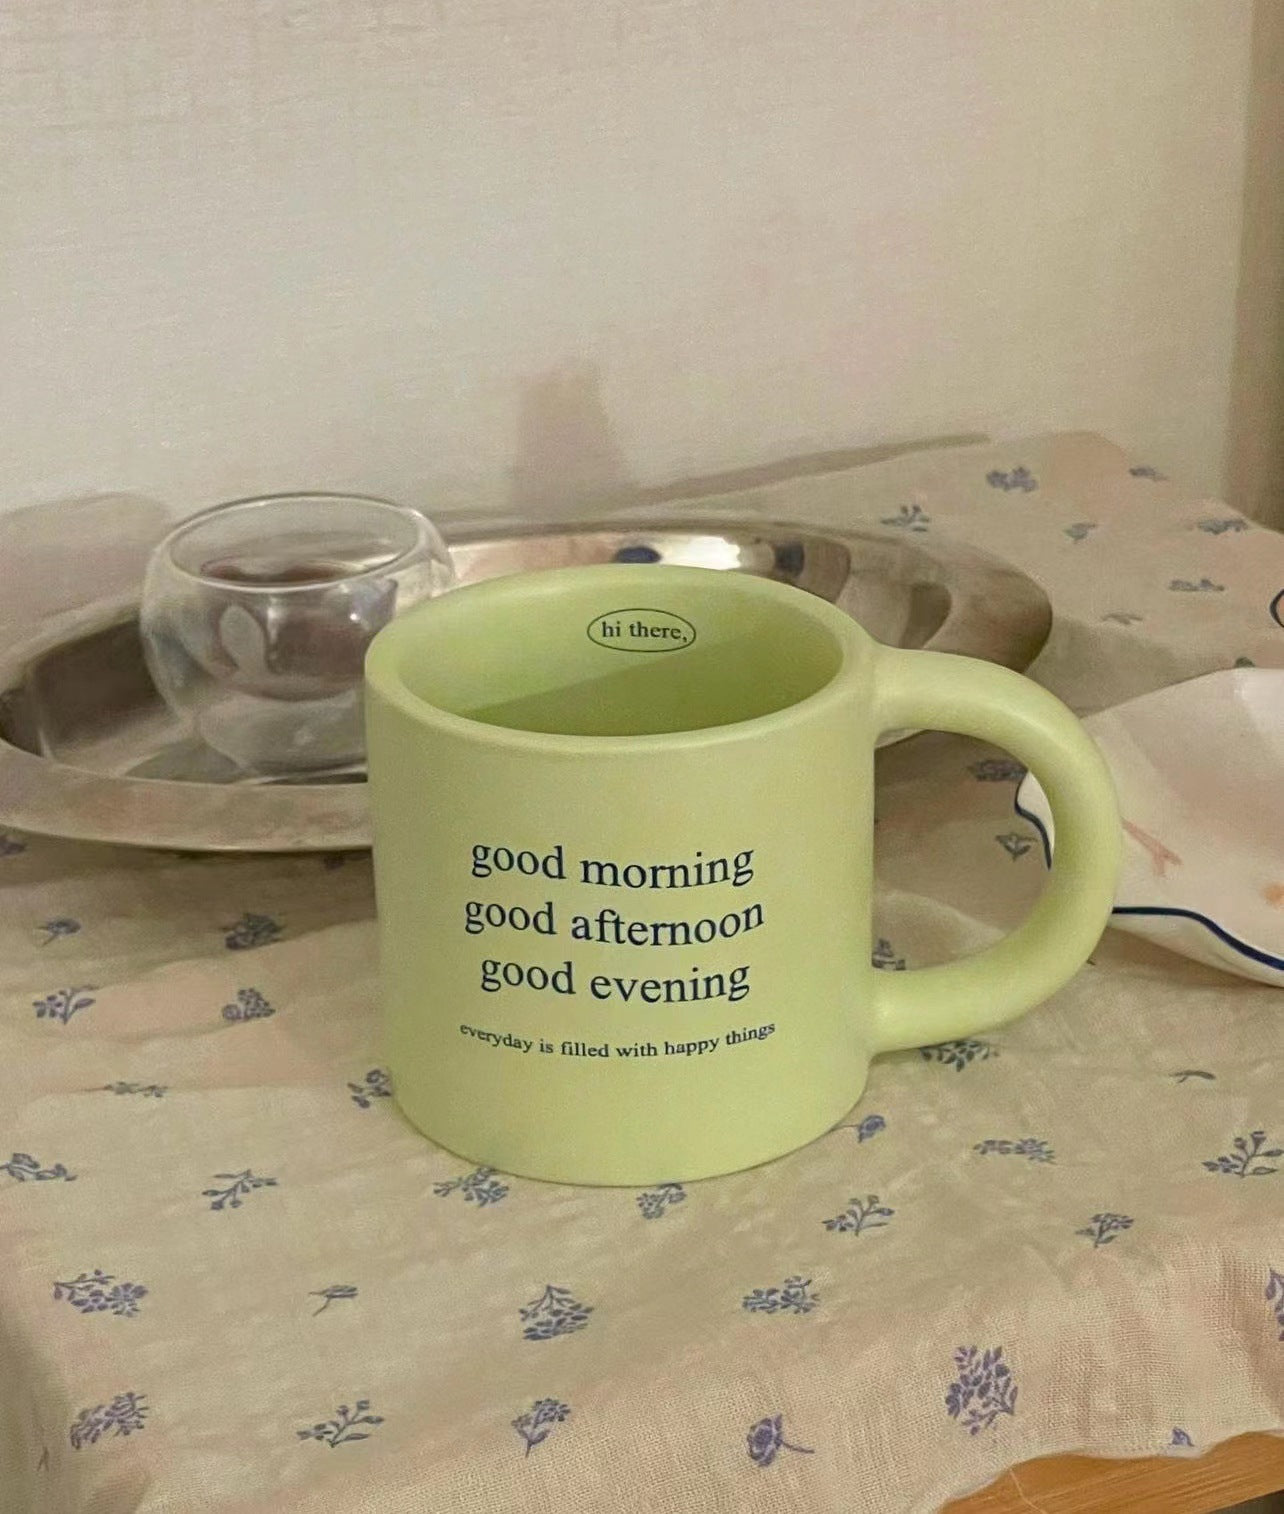 hi there,
good morning
good afternoon
good evening
everyday is filled with happy things